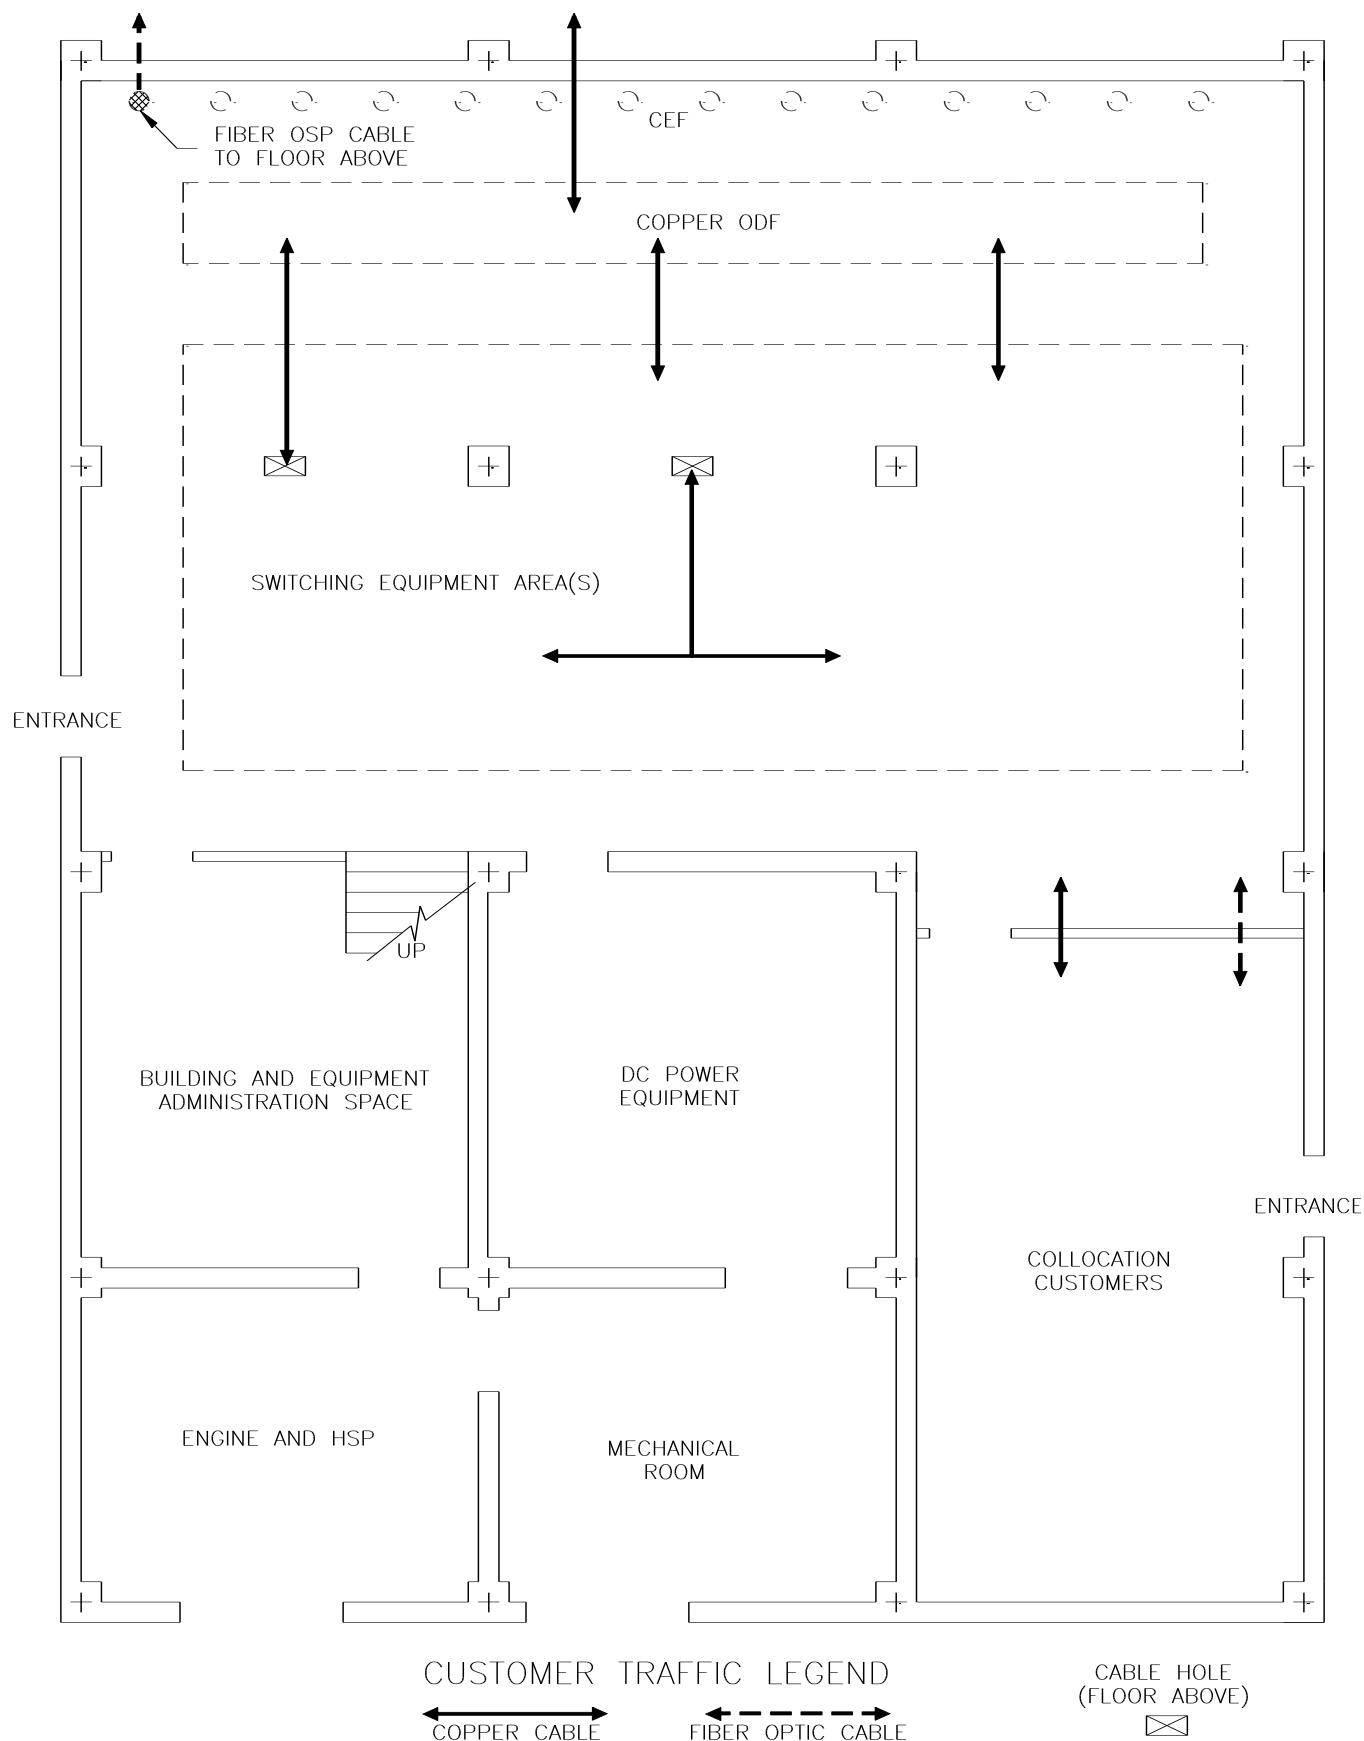 CEF
FIBER OSP CABLE
TO FLOOR ABOVE
COPPER ODF
SWITCHING EQUIPMENT AREA(S)
ENTRANCE
UP
BUILDING AND EQUIPMENT
ADMINISTRATION SPACE
DC POWER
EQUIPMENT
ENTRANCE
COLLOCATION
CUSTOMERS
ENGINE AND HSP
MECHANICAL
ROOM
CUSTOMER TRAFFIC LEGEND
COPPER CABLE
FIBER OPTIC CABLE
CABLE HOLE
(FLOOR ABOVE)